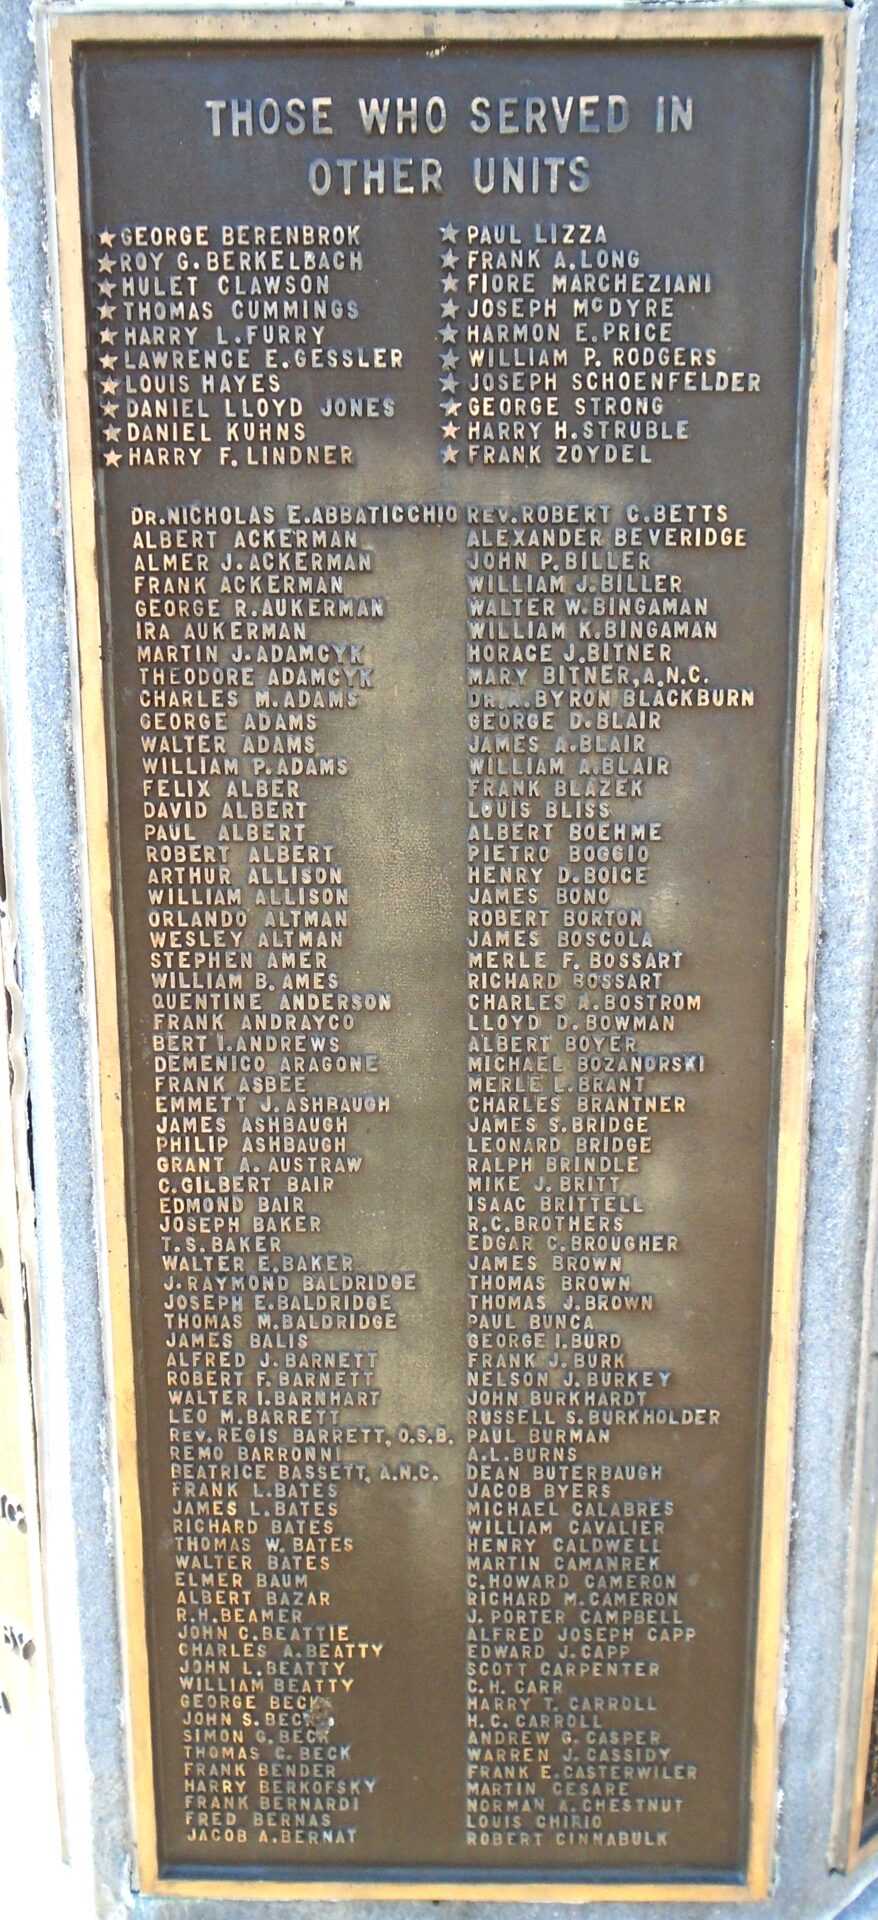 THOSE WHO SERVED IN
OTHER UNITS
★GEORGE BERENBROK
★ROY G. BERKELBACH
★HULET CLAWSON
★THOMAS CUMMINGS
★HARRY L. FURRY
★LAWRENCE E. GESSLER
★LOUIS HAYES
★DANIEL LLOYD JONES
★DANIEL KUHNS
★HARRY F. LINDNER
★PAUL LIZZA
★FRANK A. LONG
★FIORE MARCHEZIANI
★JOSEPH McDYRE
★HARMON E. PRICE
★WILLIAM P. RODGERS
★JOSEPH SCHOENFELDER
★GEORGE STRONG
★HARRY H. STRUBLE
★FRANK ZOYDEL
DR. NICHOLAS E. ABBATICCHIO
ALBERT ACKERMAN
ALMER J. ACKERMAN
FRANK ACKERMAN
GEORGE R. AUKERMAN
IRA AUKERMAN
MARTIN J. ADAMCYK
THEODORE ADAMCYK
CHARLES M. ADAMS
GEORGE ADAMS
WALTER ADAMS
WILLIAM P. ADAMS
FELIX ALBER
DAVID ALBERT
PAUL ALBERT
ROBERT ALBERT
ARTHUR ALLISON
WILLIAM ALLISON
ORLANDO ALTMAN
WESLEY ALTMAN
STEPHEN AMER
WILLIAM B. AMES
QUENTINE ANDERSON
FRANK ANDRAYCO
BERT I. ANDREWS
DEMENICO ARAGONE
FRANK ASBEE
EMMETT J. ASHBAUGH
JAMES ASHBAUGH
PHILIP ASHBAUGH
GRANT A. AUSTRAW
C. GILBERT BAIR
EDMOND BAIR
JOSEPH BAKER
T. S. BAKER
WALTER E. BAKER
J. RAYMOND BALDRIDGE
JOSEPH E. BALDRIDGE
THOMAS M. BALDRIDGE
JAMES BALIS
ALFRED J. BARNETT
ROBERT F. BARNETT
WALTER I. BARNHART
LEO M. BARRETT
REV. REGIS BARRETT, O.S.B.
REMO BARRONNI
BEATRICE BASSETT, A.N.C.
FRANK L. BATES
JAMES L. BATES
RICHARD BATES
THOMAS W. BATES
WALTER BATES
ELMER BAUM
ALBERT BAZAR
R. H. BEAMER
JOHN C. BEATTIE
CHARLES A. BEATTY
JOHN L. BEATTY
WILLIAM BEATTY
GEORGE BECK
JOHN S. BECK
SIMON G. BECK
THOMAS C. BECK
FRANK BENDER
HARRY BERKOFSKY
FRANK BERNARDI
FRED BERNAS
JACOB A. BERNAT
REV. ROBERT C. BETTS
ALEXANDER BEVERIDGE
JOHN P. BILLER
WILLIAM J. BILLER
WALTER W. BINGAMAN
WILLIAM K. BINGAMAN
HORACE J. BITNER
MARY BITNER, A.N.C.
DR. A. BYRON BLACKBURN
GEORGE D. BLAIR
JAMES A. BLAIR
WILLIAM A. BLAIR
FRANK BLAZEK
LOUIS BLISS
ALBERT BOEHME
PIETRO BOGGIO
HENRY D. BOICE
JAMES BONO
ROBERT BORTON
JAMES BOSCOLA
MERLE F. BOSSART
RICHARD BOSSART
CHARLES A. BOSTROM
LLOYD D. BOWMAN
ALBERT BOYER
MICHAEL BOZANORSKI
MERLE L. BRANT
CHARLES BRANTNER
JAMES S. BRIDGE
LEONARD BRIDGE
RALPH BRINDLE
MIKE J. BRITT
ISAAC BRITTELL
R. C. BROTHERS
EDGAR C. BROUGHER
JAMES BROWN
THOMAS BROWN
THOMAS J. BROWN
PAUL BUNCA
GEORGE I. BURD
FRANK J. BURK
NELSON J. BURKEY
JOHN BURKHARDT
RUSSELL S. BURKHOLDER
PAUL BURMAN
A. L. BURNS
DEAN BUTERBAUGH
JACOB BYERS
MICHAEL CALABRES
WILLIAM CAVALIER
HENRY CALDWELL
MARTIN CAMANREK
C. HOWARD CAMERON
RICHARD M. CAMERON
J. PORTER CAMPBELL
ALFRED JOSEPH CAPP
EDWARD J. CAPP
SCOTT CARPENTER
C. H. CARR
HARRY T. CARROLL
H. C. CARROLL
ANDREW G. CASPER
WARREN J. CASSIDY
FRANK E. CASTERWILER
MARTIN CESARE
NORMAN A. CHESTNUT
LOUIS CHIRIO
ROBERT CINNABULK